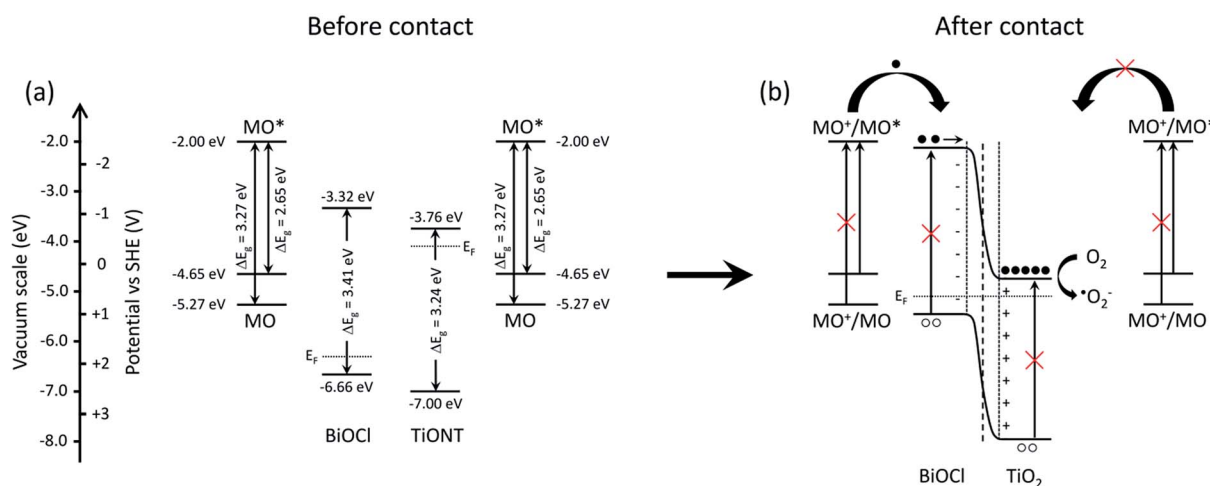 Before contact
After contact
(a)
(b)
Vacuum scale (eV)
Potential vs SHE (V)
-2.0
-3.0
-4.0
-5.0
-6.0
-7.0
-8.0
-2
-1
0
+1
+2
+3
MO*
-2.00 eV
ΔEg = 3.27 eV
ΔEg = 2.65 eV
-4.65 eV
-5.27 eV
MO
-3.32 eV
ΔEg = 3.41 eV
EF
-6.66 eV
BiOCl
-3.76 eV
EF
ΔEg = 3.24 eV
-7.00 eV
TiONT
MO*
-2.00 eV
ΔEg = 3.27 eV
ΔEg = 2.65 eV
-4.65 eV
-5.27 eV
MO
MO⁺/MO*
MO⁺/MO
EF
BiOCl
TiO₂
O₂
•O₂⁻
MO⁺/MO*
MO⁺/MO